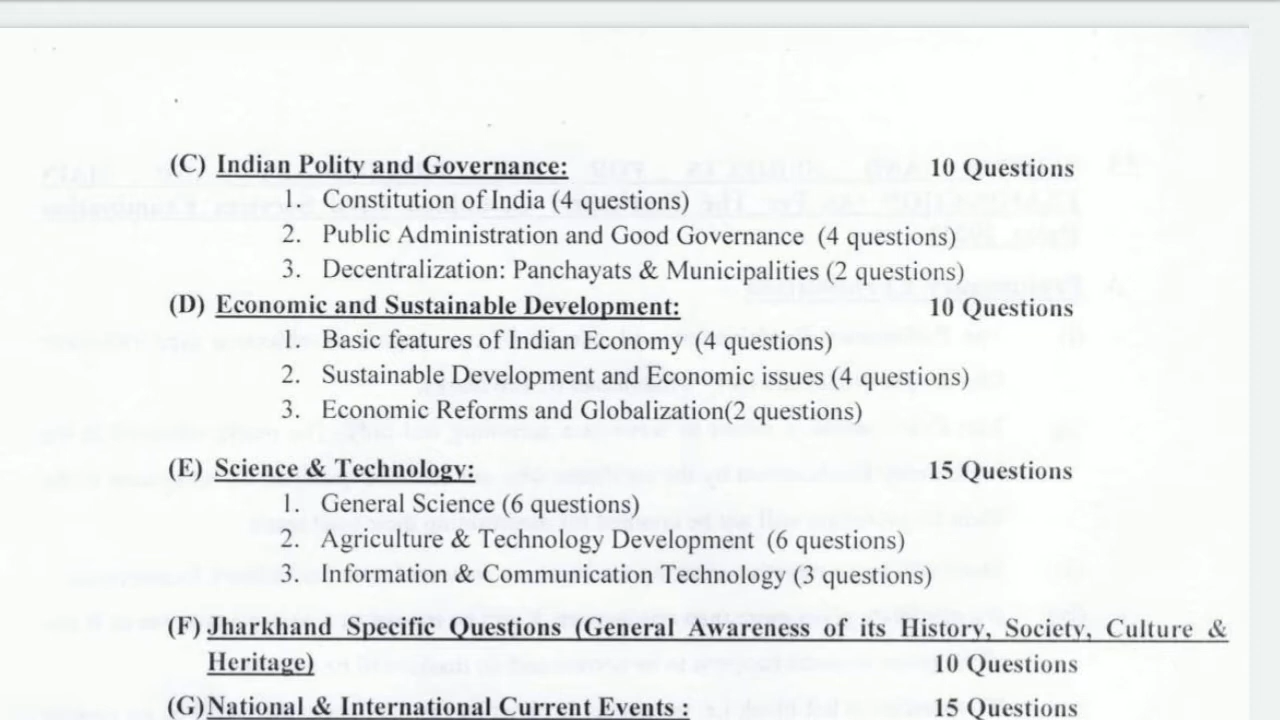 (C) Indian Polity and Governance: 10 Questions
1. Constitution of India (4 questions)
2. Public Administration and Good Governance (4 questions)
3. Decentralization: Panchayats & Municipalities (2 questions)
(D) Economic and Sustainable Development: 10 Questions
1. Basic features of Indian Economy (4 questions)
2. Sustainable Development and Economic issues (4 questions)
3. Economic Reforms and Globalization(2 questions)
(E) Science & Technology: 15 Questions
1. General Science (6 questions)
2. Agriculture & Technology Development (6 questions)
3. Information & Communication Technology (3 questions)
(F) Jharkhand Specific Questions (General Awareness of its History, Society, Culture &
Heritage) 10 Questions
(G)National & International Current Events : 15 Questions